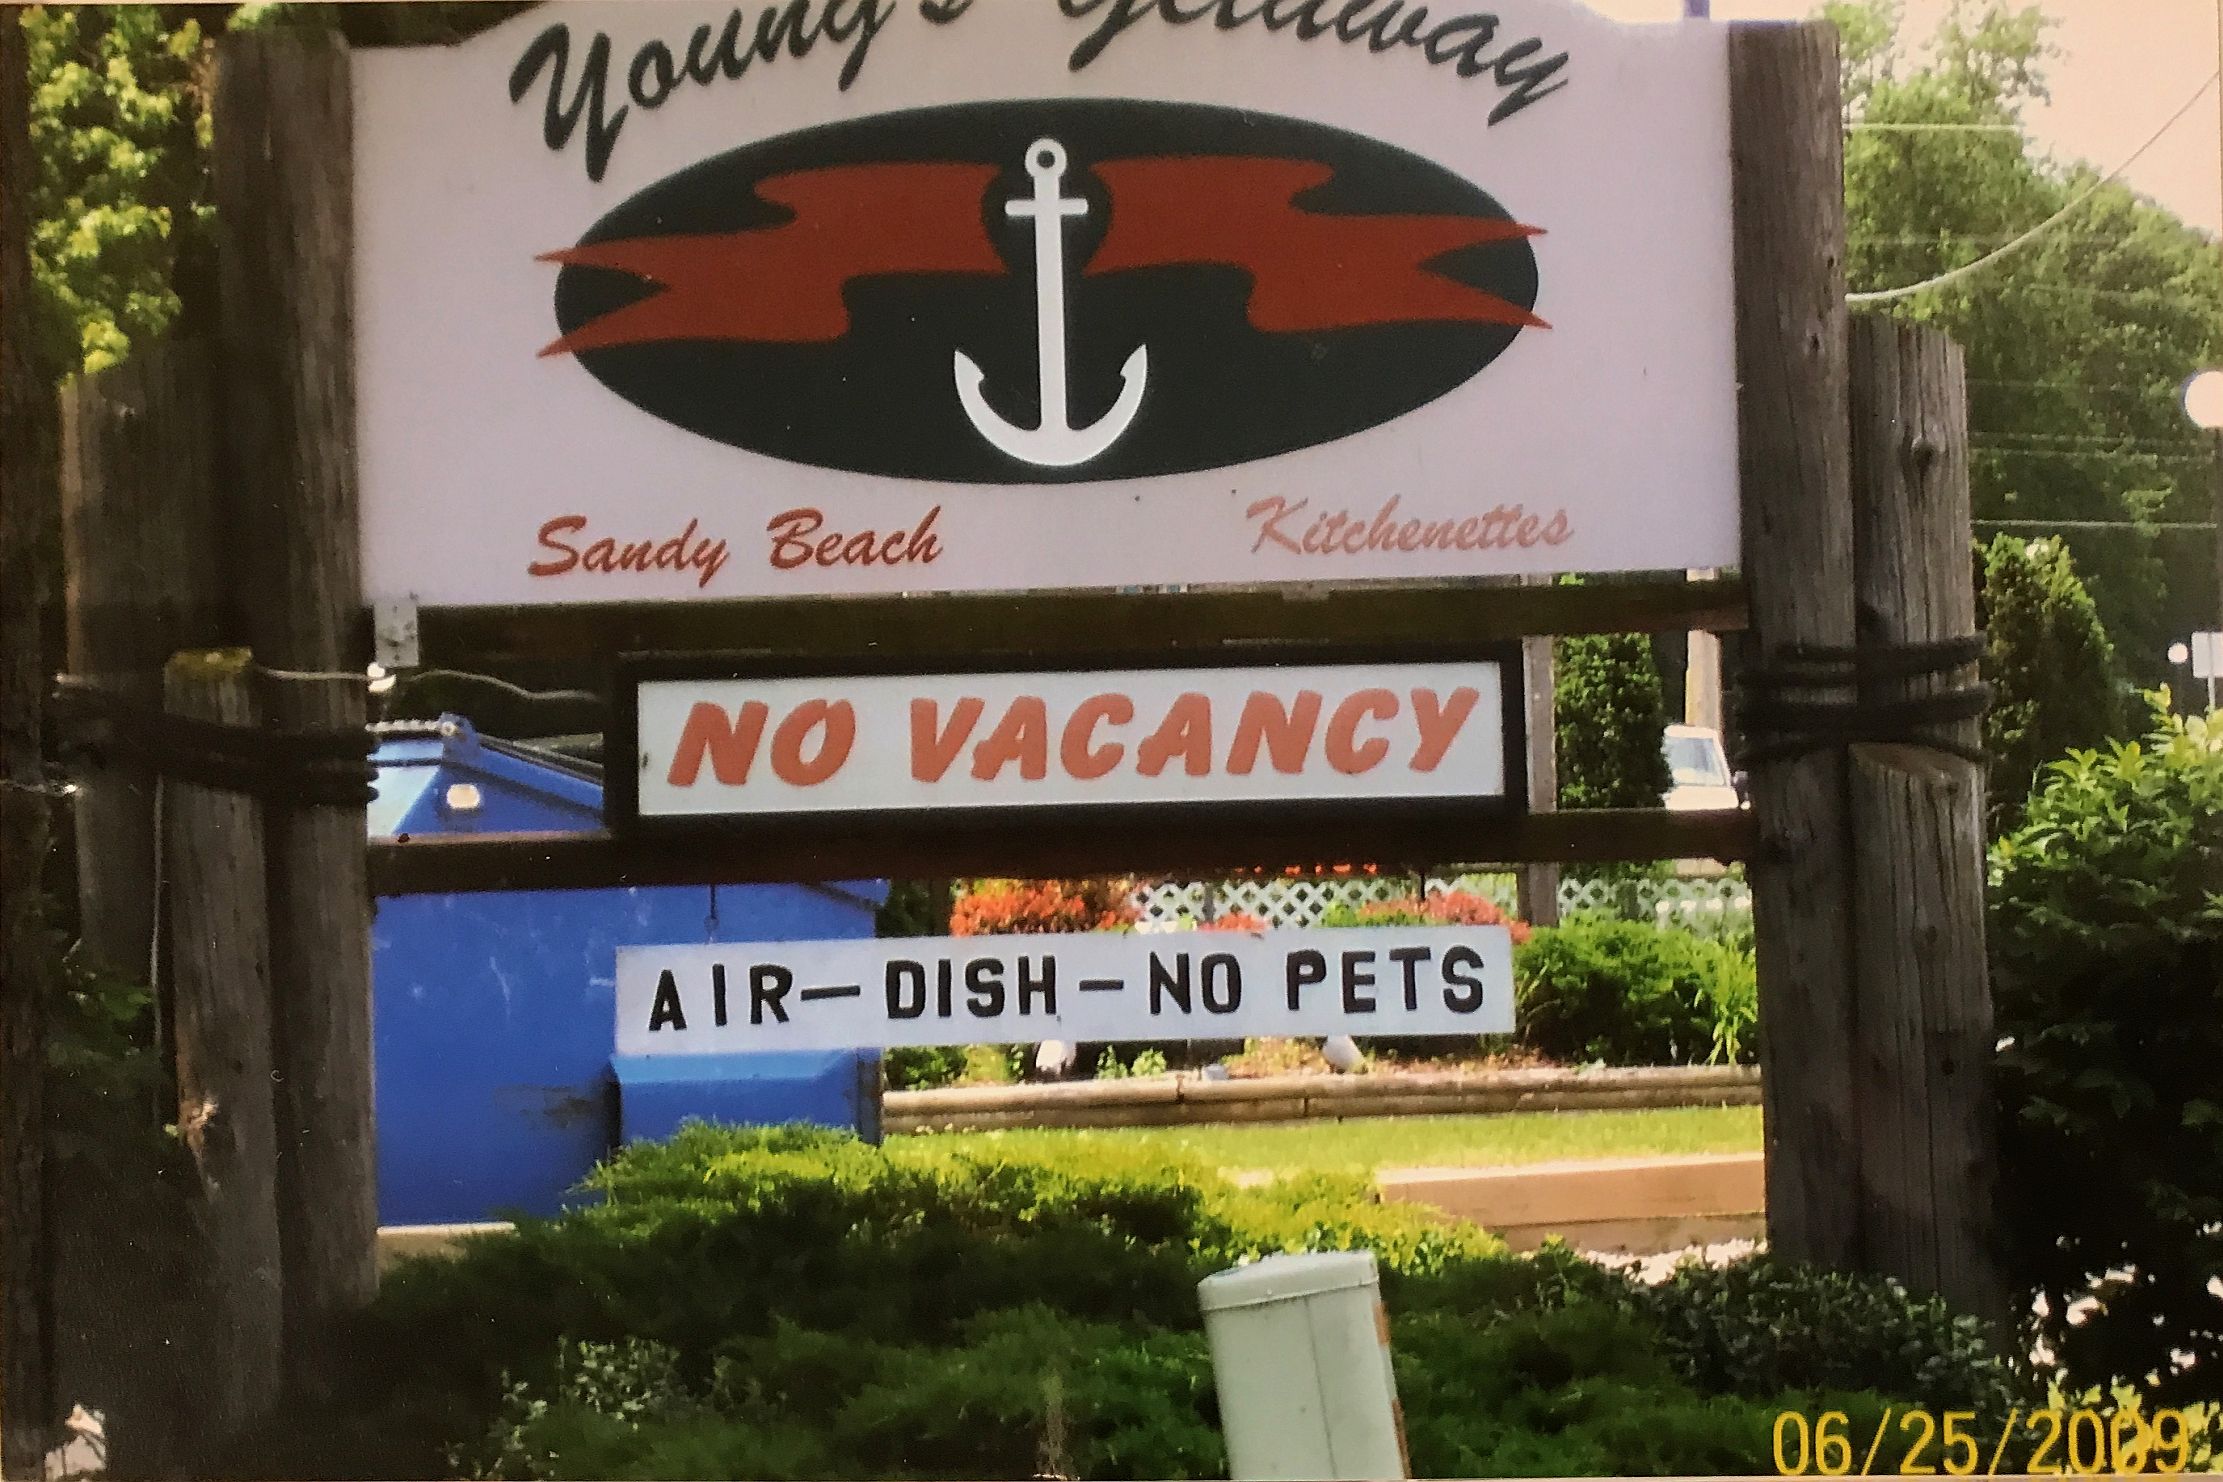 Young's Getaway
Sandy Beach Kitchenettes
NO VACANCY
AIR-DISH-NO PETS
06/25/2009